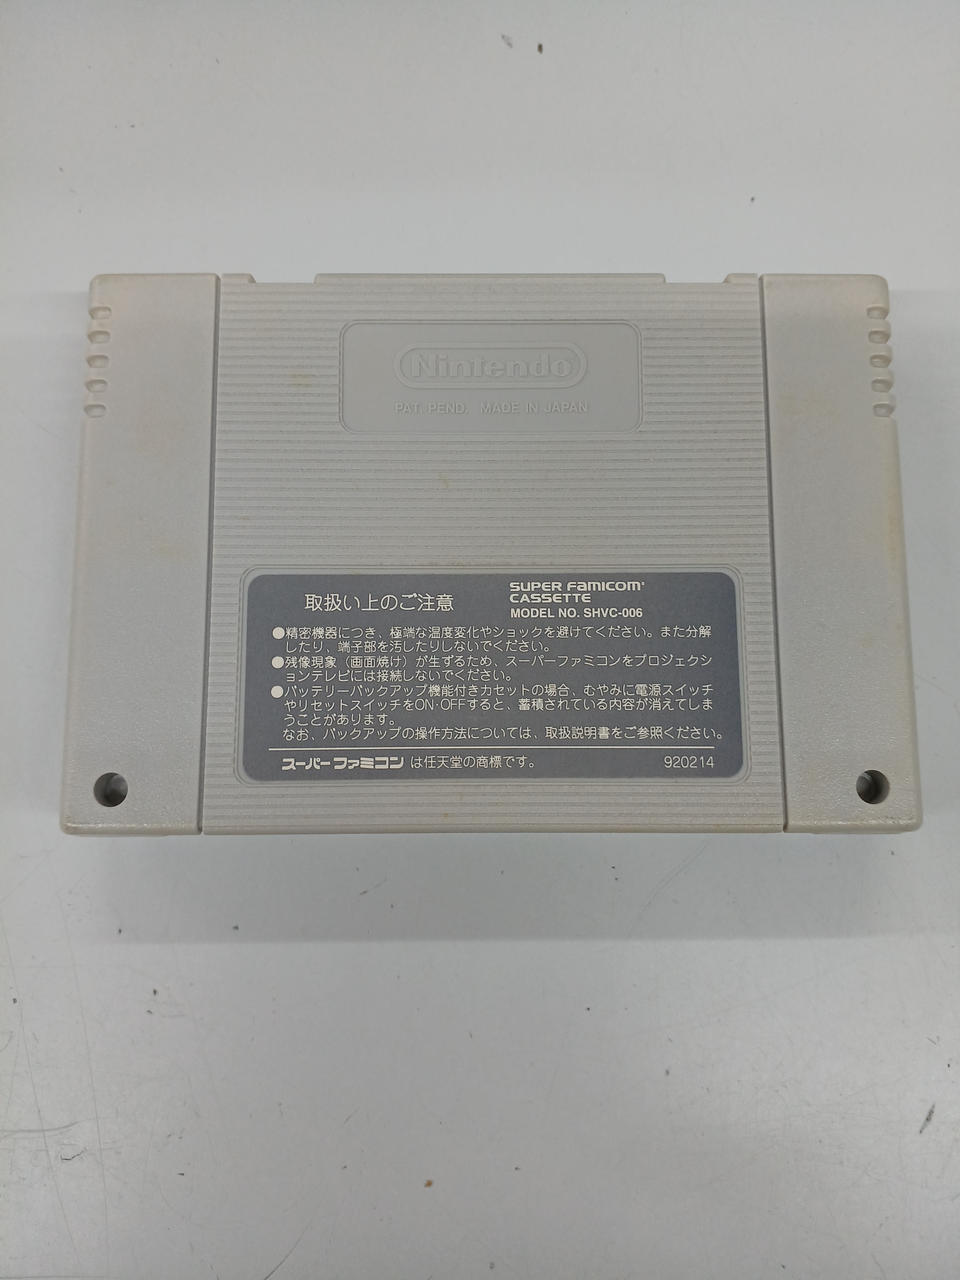 Nintendo
PAT. PEND. MADE IN JAPAN
取扱い上のご注意
SUPER FAMICOM
CASSETTE
MODEL NO. SHVC-006
●精密機器につき、極端な温度変化やショックを避けてください。また分解
したり、端子部を汚したりしないでください。
●残像現象（画面焼け）が生ずるため、スーパーファミコンをプロジェクシ
ョンテレビには接続しないでください。
●バッテリーバックアップ機能付きカセットの場合、むやみに電源スイッチ
やリセットスイッチをON・OFFすると、蓄積されている内容が消えてしま
うことがあります。
なお、バックアップの操作方法については、取扱説明書をご参照ください。
スーパーファミコンは任天堂の商標です。
920214